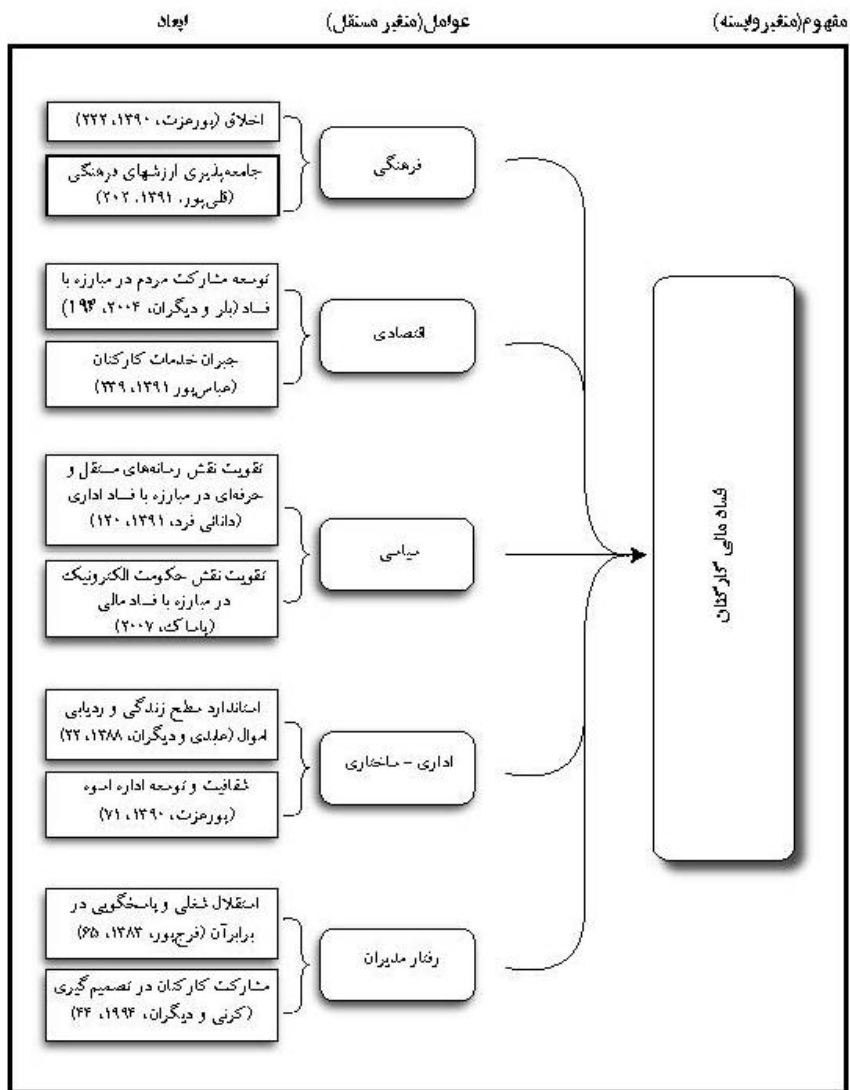 مفهوم(متغیروابسته)
عوامل(متغیر مستقل)
ابعاد
فساد مالی کارکنان
فرهنگی
اخلاق (پورعزت، ۱۳۹۰، ۲۲۲)
جامعه‌پذیری ارزشهای فرهنگی
(قلی‌پور، ۱۳۹۱، ۲۰۲)
اقتصادی
توسعه مشارکت مردم در مبارزه با
فساد (بلر و دیگران، ۲۰۰۴، ۱۹۴)
جبران خدمات کارکنان
(عباس‌پور ۱۳۹۱، ۲۳۹)
سیاسی
تقویت نقش رسانه‌های مستقل و
حرفه‌ای در مبارزه با فساد اداری
(دانائی فرد، ۱۳۹۱، ۱۲۰)
تقویت نقش حکومت الکترونیک
در مبارزه با فساد مالی
(پاساک، ۲۰۰۷)
اداری - ساختاری
استاندارد سطح زندگی و ردیابی
اموال (عابدی و دیگران، ۱۳۸۸، ۲۲)
شفافیت و توسعه اداره اسوه
(پورعزت، ۱۳۹۰، ۷۱)
رفتار مدیران
استقلال شغلی و پاسخگویی در
برابرآن (فرج‌پور، ۱۳۸۳، ۶۵)
مشارکت کارکنان در تصمیم‌گیری
(کرنی و دیگران، ۱۹۹۴، ۴۴)